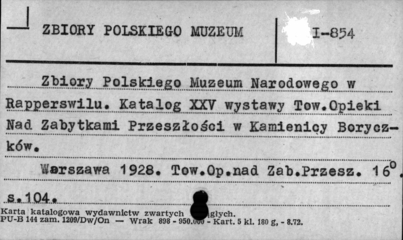 ZBIORY POLSKIEGO MUZEUM
I-854
Zbiory Polskiego Muzeum Narodowego w
Rapperswilu. Katalog XXV wystawy Tow.Opieki
Nad Zabytkami Przeszłości w Kamienicy Borycz-
ków.
Warszawa 1928. Tow.Op.nad Zab.Przesz. 16°.
s.104.
Karta katalogowa wydawnictw zwartych
PU-B 144 zam. 1209/Dw/On — Wrak 898 - 950.000 - Kart. 5 kl. 180 g, - 8.72.